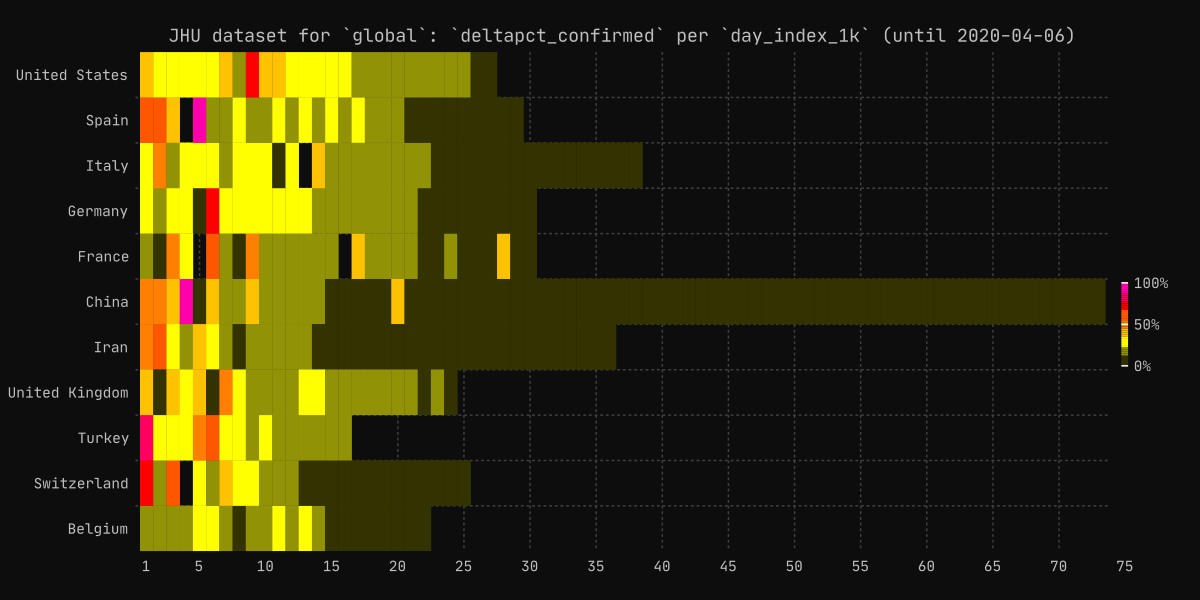 JHU dataset for `global`: `deltapct_confirmed` per `day_index_1k` (until 2020-04-06)
United States
Spain
Italy
Germany
France
China
Iran
United Kingdom
Turkey
Switzerland
Belgium
100%
50%
0%
1 5 10 15 20 25 30 35 40 45 50 55 60 65 70 75